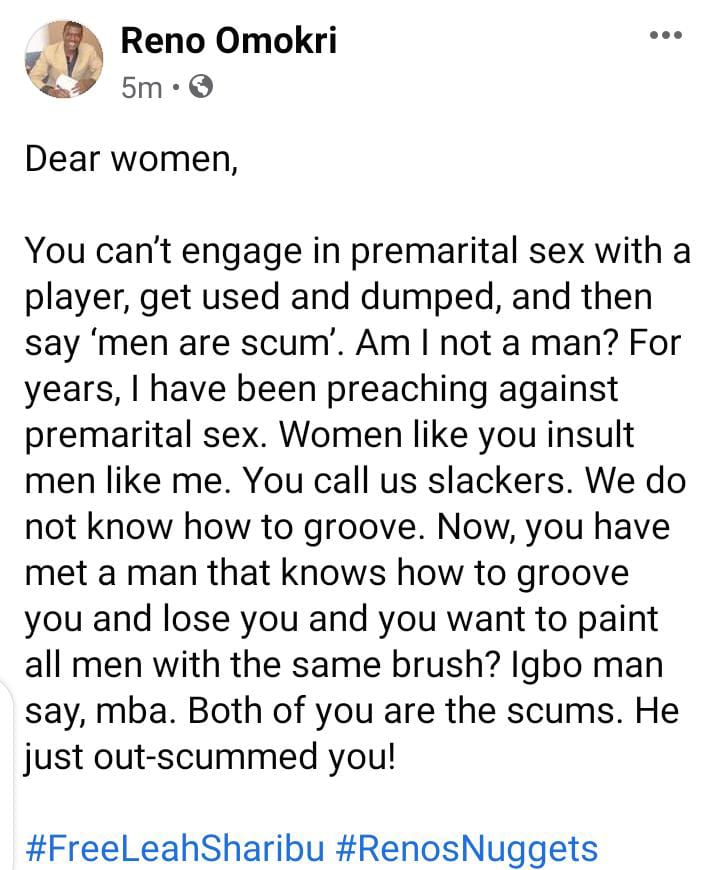 Reno Omokri
5m
Dear women,
You can't engage in premarital sex with a
player, get used and dumped, and then
say ‘men are scum’. Am I not a man? For
years, I have been preaching against
premarital sex. Women like you insult
men like me. You call us slackers. We do
not know how to groove. Now, you have
met a man that knows how to groove
you and lose you and you want to paint
all men with the same brush? Igbo man
say, mba. Both of you are the scums. He
just out-scummed you!
#FreeLeahSharibu #RenosNuggets